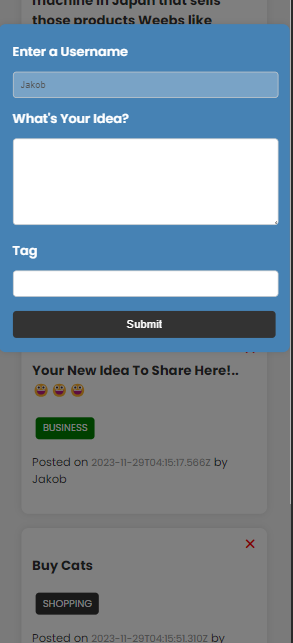 machine in Japan that sells
those products Weebs like
Enter a Username
Jakob
What's Your Idea?
Tag
Submit
Your New Idea To Share Here!..
😀 😀 😀
BUSINESS
Posted on 2023-11-29T04:15:17.566Z by
Jakob
Buy Cats
SHOPPING
Posted on 2023-11-29T04:15:51.310Z by